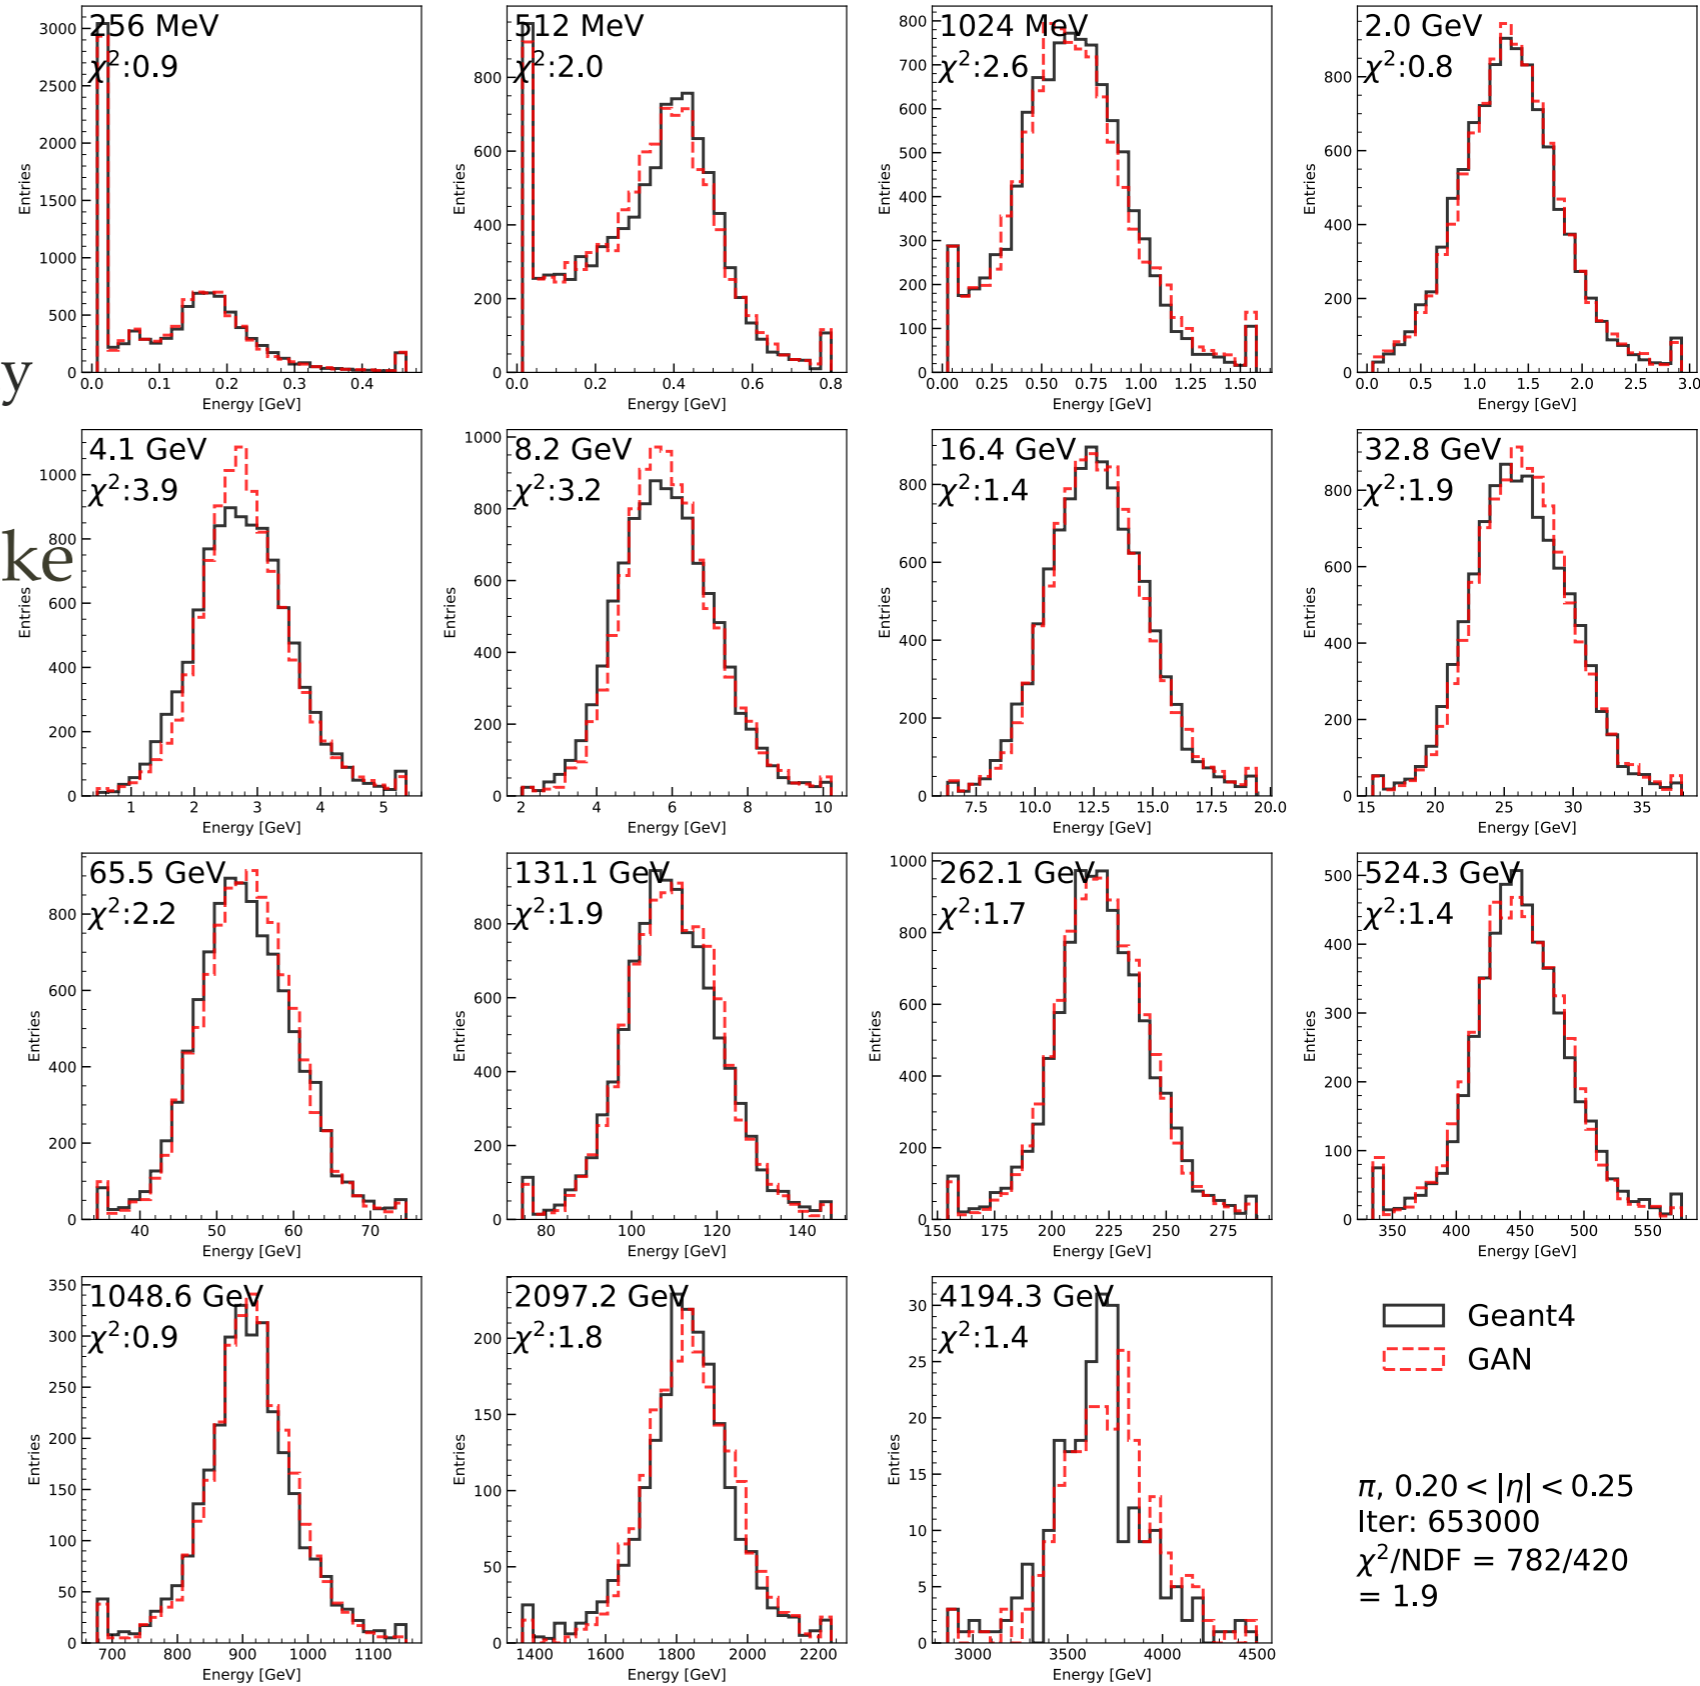 256 MeV
χ²:0.9
512 MeV
χ²:2.0
1024 MeV
χ²:2.6
2.0 GeV
χ²:0.8
Entries
3000
2500
2000
1500
1000
500
0
0.0 0.1 0.2 0.3 0.4
Energy [GeV]
Entries
800
600
400
200
0
0.0 0.2 0.4 0.6 0.8
Energy [GeV]
Entries
800
700
600
500
400
300
200
100
0
0.00 0.25 0.50 0.75 1.00 1.25 1.50
Energy [GeV]
Entries
800
600
400
200
0
0.0 0.5 1.0 1.5 2.0 2.5 3.0
Energy [GeV]
y
ke
4.1 GeV
χ²:3.9
8.2 GeV
χ²:3.2
16.4 GeV
χ²:1.4
32.8 GeV
χ²:1.9
Entries
1000
800
600
400
200
0
1 2 3 4 5
Energy [GeV]
Entries
1000
800
600
400
200
0
2 4 6 8 10
Energy [GeV]
Entries
800
600
400
200
0
7.5 10.0 12.5 15.0 17.5 20.0
Energy [GeV]
Entries
800
600
400
200
0
15 20 25 30 35
Energy [GeV]
65.5 GeV
χ²:2.2
131.1 GeV
χ²:1.9
262.1 GeV
χ²:1.7
524.3 GeV
χ²:1.4
Entries
800
600
400
200
0
40 50 60 70
Energy [GeV]
Entries
800
600
400
200
0
80 100 120 140
Energy [GeV]
Entries
1000
800
600
400
200
0
150 175 200 225 250 275
Energy [GeV]
Entries
500
400
300
200
100
0
350 400 450 500 550
Energy [GeV]
1048.6 GeV
χ²:0.9
2097.2 GeV
χ²:1.8
4194.3 GeV
χ²:1.4
Entries
350
300
250
200
150
100
50
0
700 800 900 1000 1100
Energy [GeV]
Entries
200
150
100
50
0
1400 1600 1800 2000 2200
Energy [GeV]
Entries
30
25
20
15
10
5
0
3000 3500 4000 4500
Energy [GeV]
Geant4
GAN
π, 0.20 < |η| < 0.25
Iter: 653000
χ²/NDF = 782/420
= 1.9